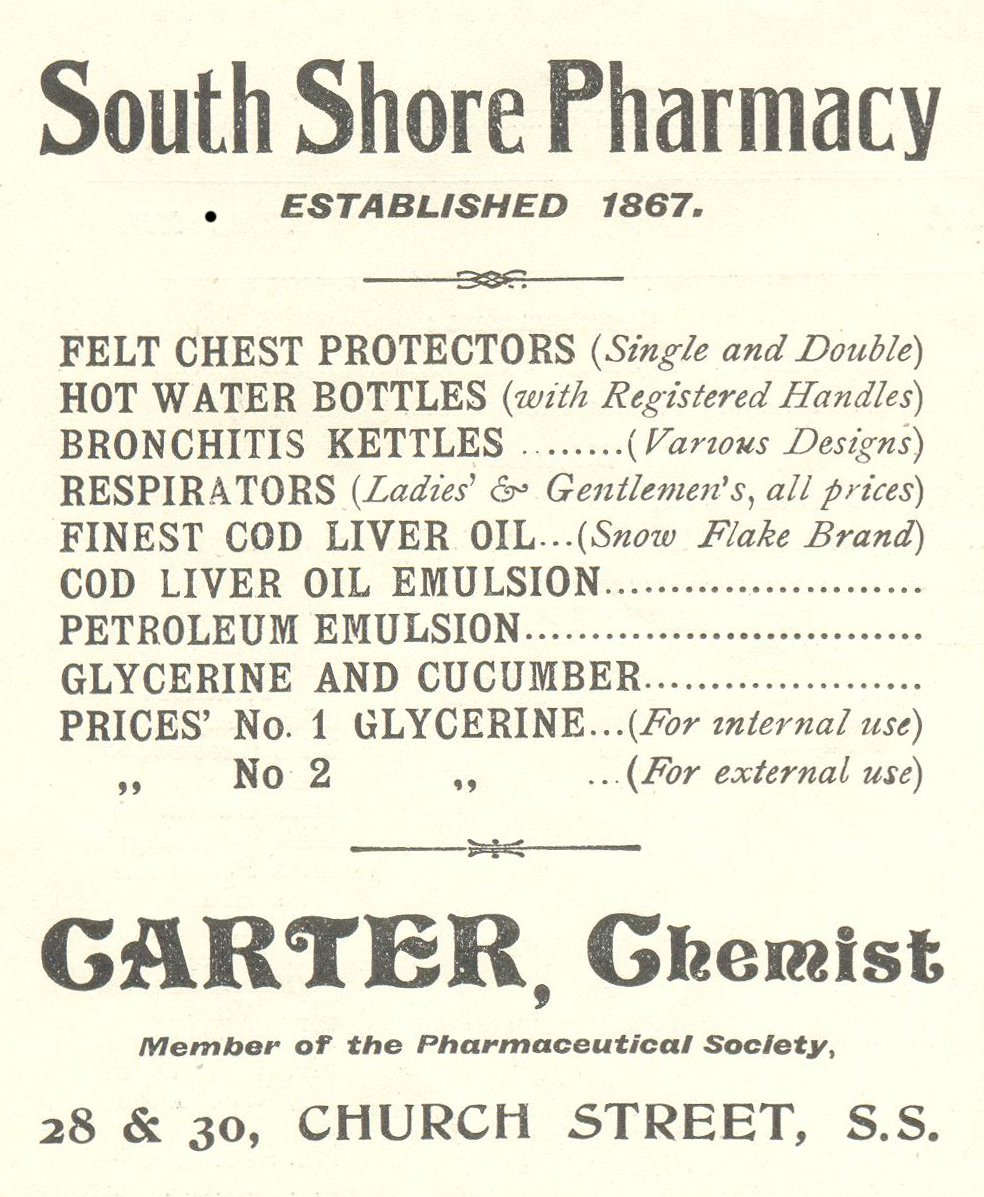 South Shore Pharmacy
ESTABLISHED 1867.
FELT CHEST PROTECTORS (Single and Double)
HOT WATER BOTTLES (with Registered Handles)
BRONCHITIS KETTLES ........(Various Designs)
RESPIRATORS (Ladies' & Gentlemen's, all prices)
FINEST COD LIVER OIL...(Snow Flake Brand)
COD LIVER OIL EMULSION........................
PETROLEUM EMULSION..............................
GLYCERINE AND CUCUMBER.....................
PRICES' No. 1 GLYCERINE...(For internal use)
„ No 2 „ ...(For external use)
CARTER, Chemist
Member of the Pharmaceutical Society,
28 & 30, CHURCH STREET, S.S.